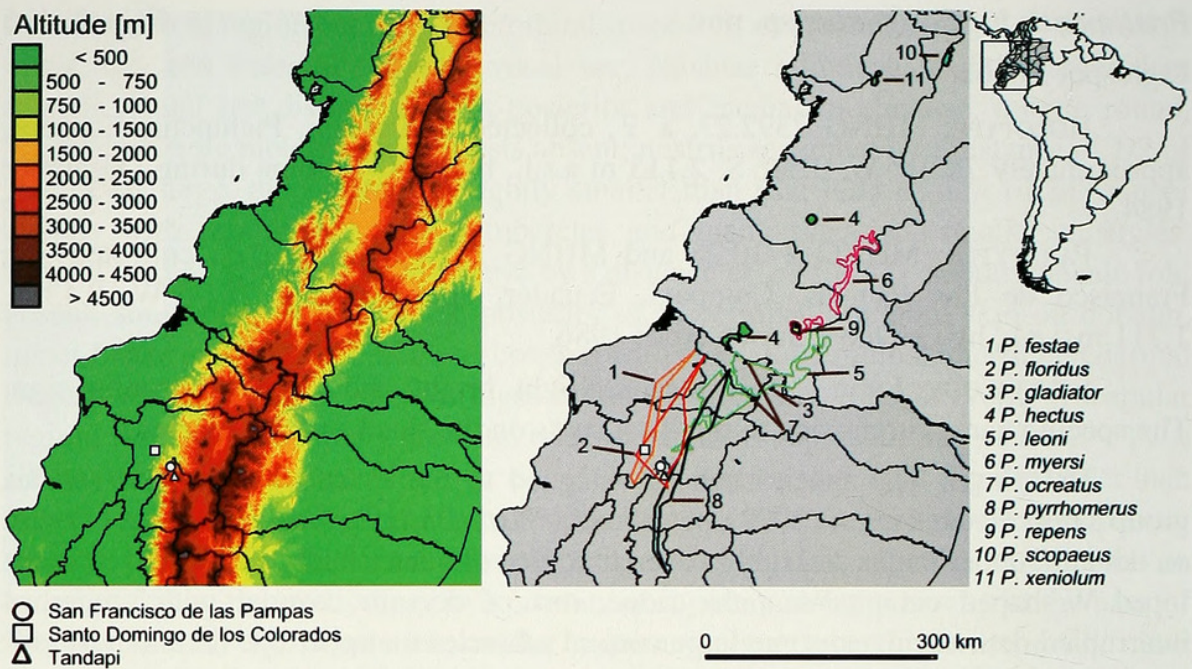 Altitude [m]
< 500
500 - 750
750 - 1000
1000 - 1500
1500 - 2000
2000 - 2500
2500 - 3000
3000 - 3500
3500 - 4000
4000 - 4500
> 4500
10
11
4
6
4
9
1
5
3
7
2
8
1 P. festae
2 P. floridus
3 P. gladiator
4 P. hectus
5 P. leoni
6 P. myersi
7 P. ocreatus
8 P. pyrrhomerus
9 P. repens
10 P. scopaeus
11 P. xeniolum
San Francisco de las Pampas
Santo Domingo de los Colorados
Tandapi
0 300 km